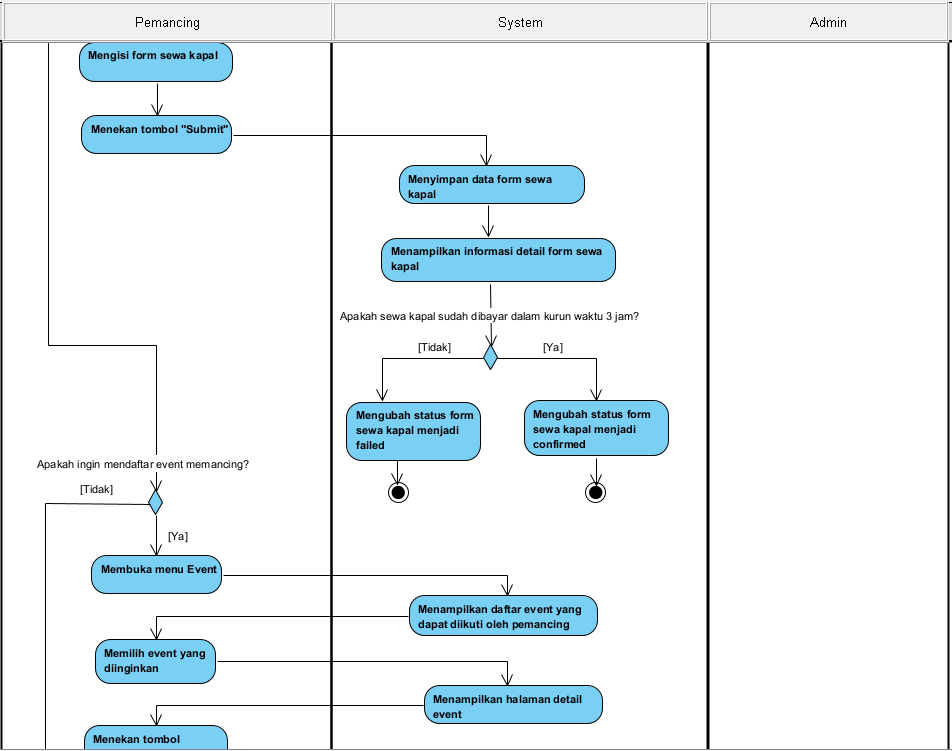 Pemancing
System
Admin
Mengisi form sewa kapal
Menekan tombol "Submit"
Menyimpan data form sewa
kapal
Menampilkan informasi detail form sewa
kapal
Apakah sewa kapal sudah dibayar dalam kurun waktu 3 jam?
[Tidak]
[Ya]
Mengubah status form
sewa kapal menjadi
failed
Mengubah status form
sewa kapal menjadi
confirmed
Apakah ingin mendaftar event memancing?
[Tidak]
[Ya]
Membuka menu Event
Menampilkan daftar event yang
dapat diikuti oleh pemancing
Memilih event yang
diinginkan
Menampilkan halaman detail
event
Menekan tombol